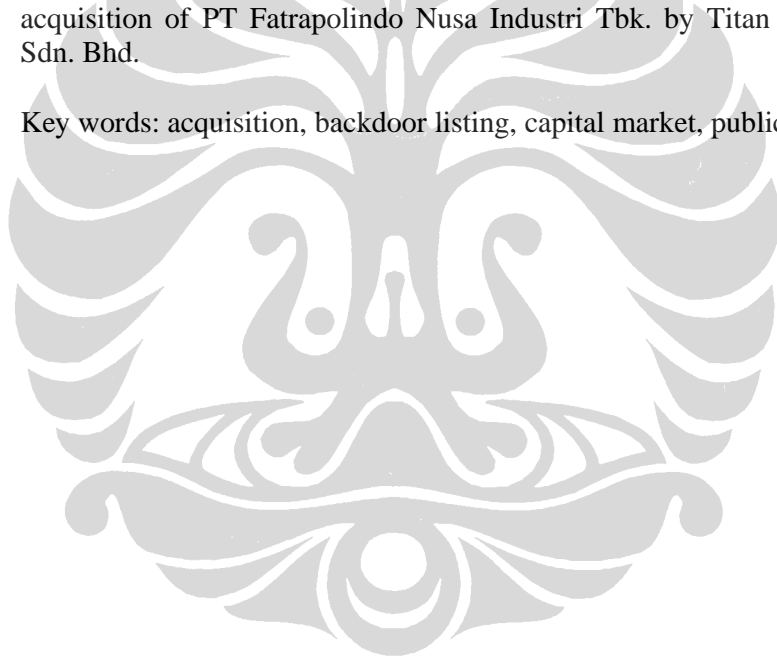 acquisition of PT Fatrapolindo Nusa Industri Tbk. by Titan
Sdn. Bhd.
Key words: acquisition, backdoor listing, capital market, public